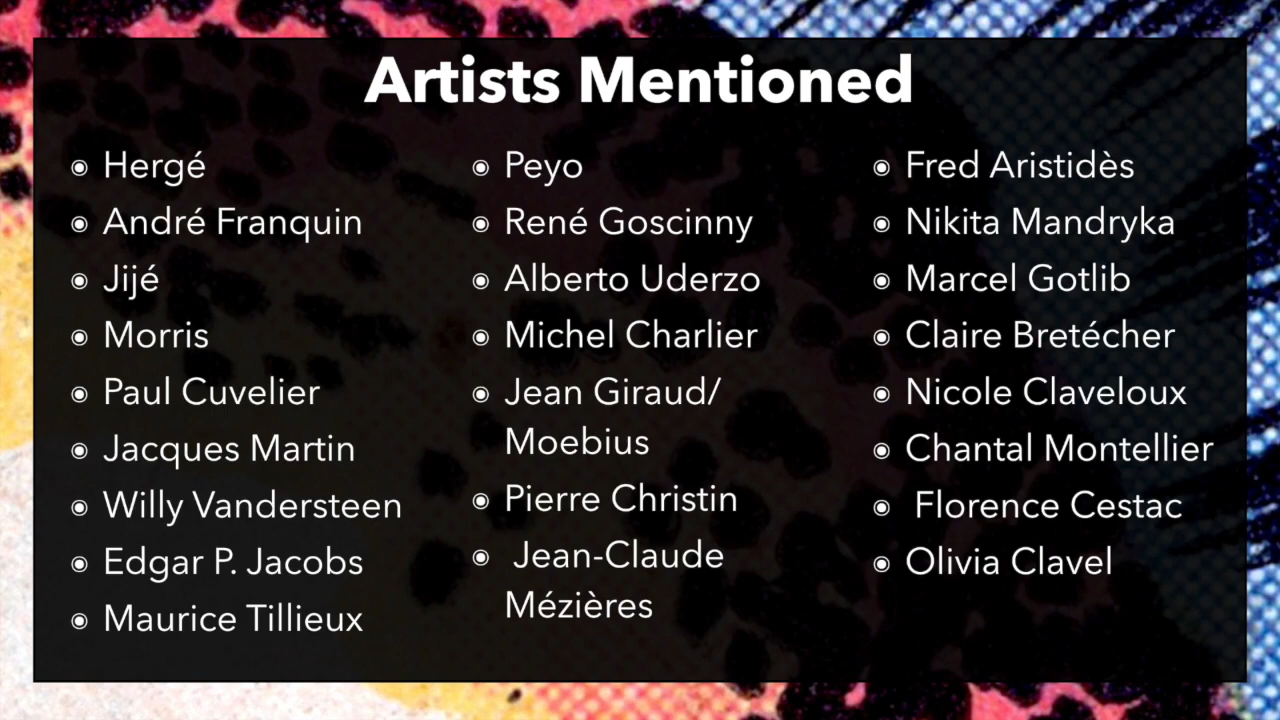 Artists Mentioned
Hergé
André Franquin
Jijé
Morris
Paul Cuvelier
Jacques Martin
Willy Vandersteen
Edgar P. Jacobs
Maurice Tillieux
Peyo
René Goscinny
Alberto Uderzo
Michel Charlier
Jean Giraud/
Moebius
Pierre Christin
Jean-Claude
Mézières
Fred Aristidès
Nikita Mandryka
Marcel Gotlib
Claire Bretécher
Nicole Claveloux
Chantal Montellier
Florence Cestac
Olivia Clavel